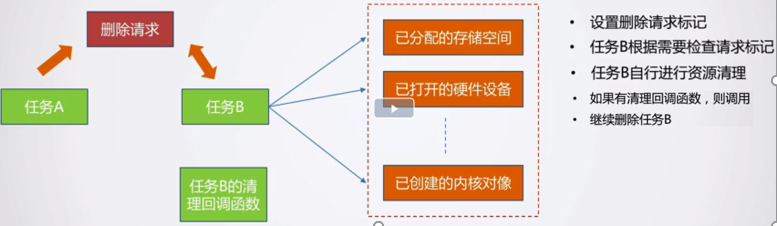 删除请求
任务A
任务B
任务B的清
理回调函数
已分配的存储空间
已打开的硬件设备
已创建的内核对像
• 设置删除请求标记
• 任务B根据需要检查请求标记
• 任务B自行进行资源清理
• 如果有清理回调函数，则调用
• 继续删除任务B